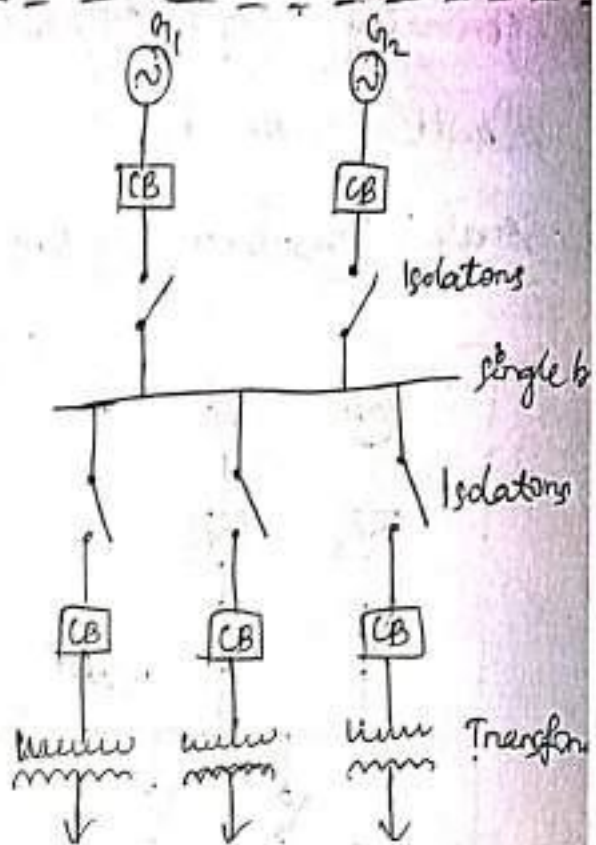 G1 G2
CB CB
Isolators
Single b
Isolators
CB CB CB
Transfor